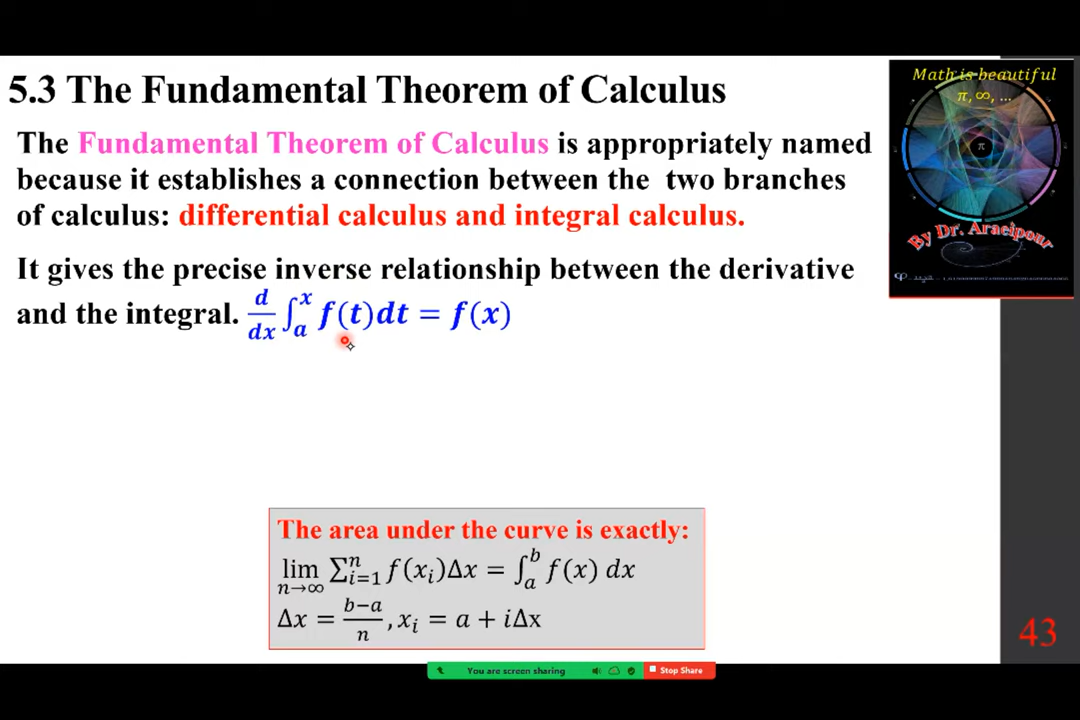 5.3 The Fundamental Theorem of Calculus
Math is beautiful
π, ∞, ...
π
By Dr. Araeipour
The Fundamental Theorem of Calculus is appropriately named
because it establishes a connection between the two branches
of calculus: differential calculus and integral calculus.
It gives the precise inverse relationship between the derivative
and the integral. d/dx ∫ₐˣ f(t)dt = f(x)
The area under the curve is exactly:
lim n→∞ ∑ⁿᵢ₌₁ f(xᵢ)Δx = ∫ₐᵇ f(x) dx
Δx = b−a/n , xᵢ = a + iΔx
43
You are screen sharing
Stop Share